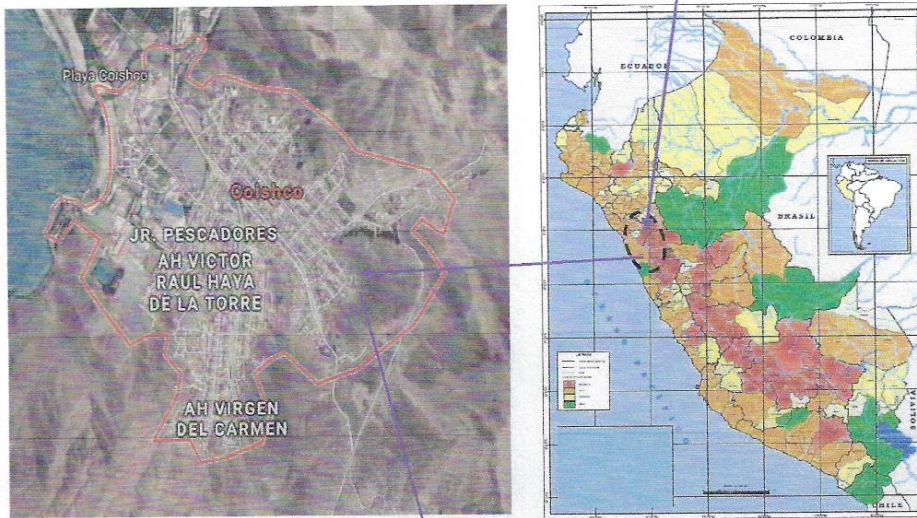 Playa Coishco
Coishco
JR. PESCADORES
AH VICTOR
RAUL HAYA
DE LA TORRE
AH VIRGEN
DEL CARMEN
COLOMBIA
ECUADOR
BRASIL
BOLIVIA
CHILE